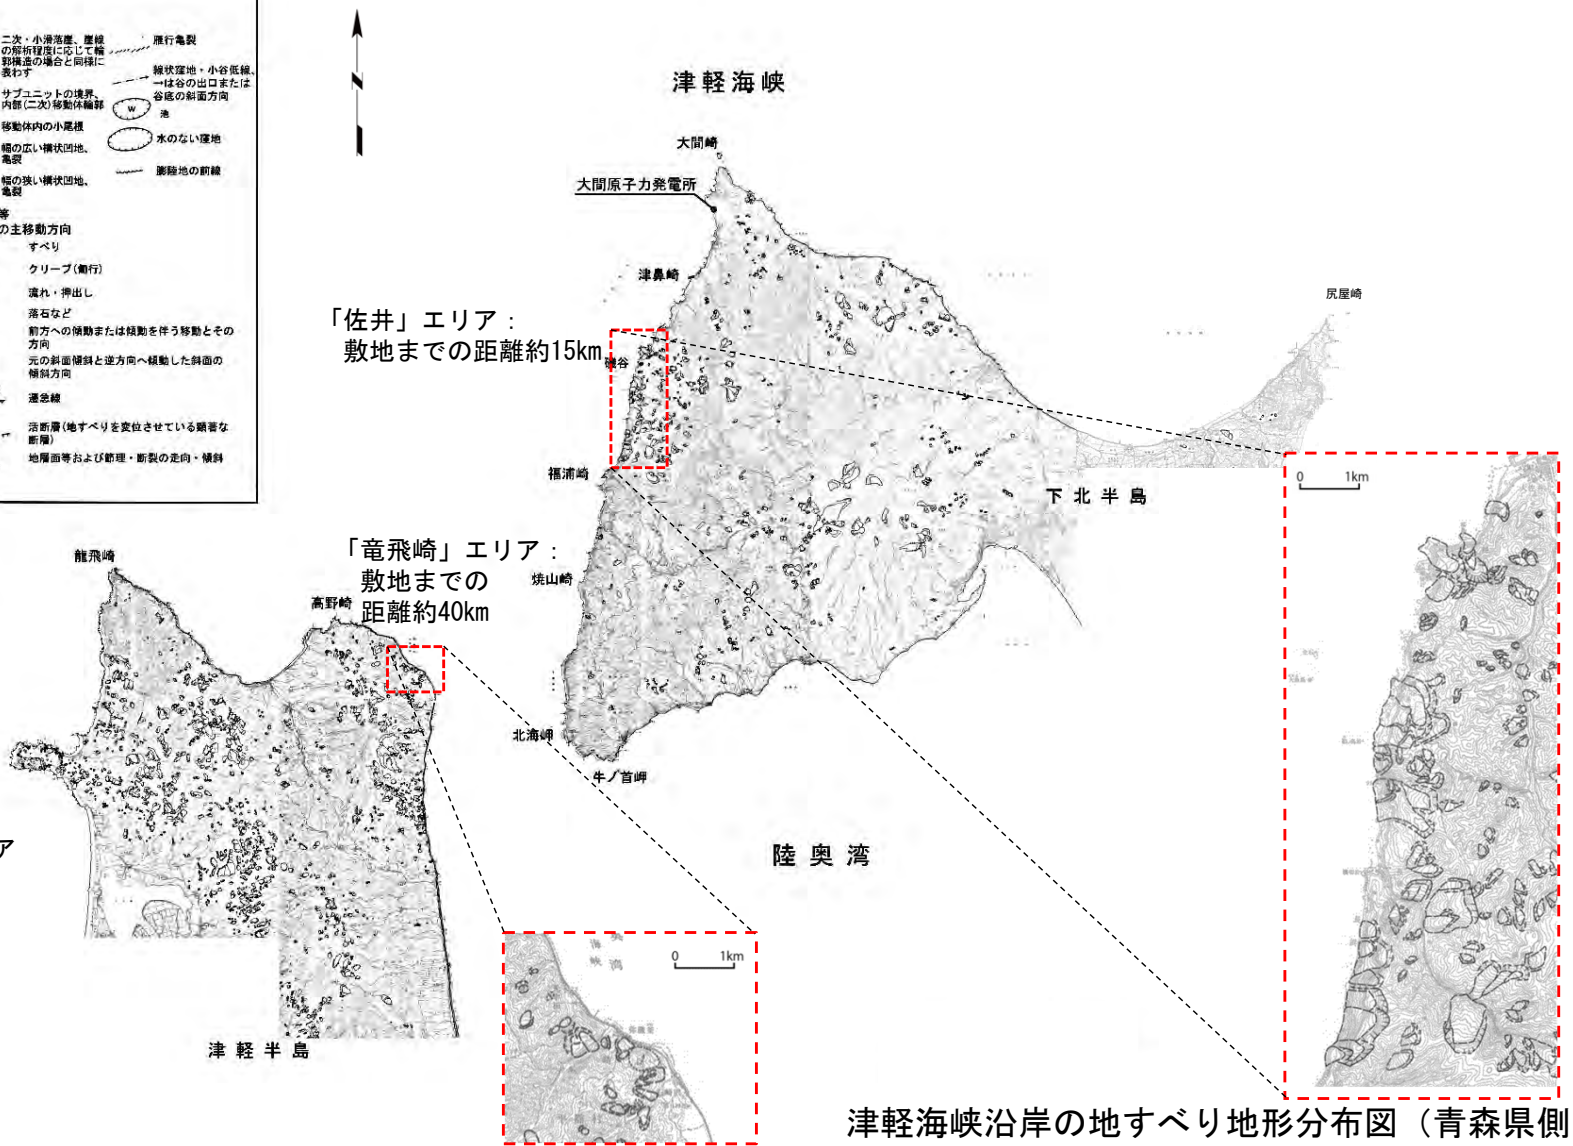 二次・小滑落崖、崖線
の解析程度に応じて輪
郭構造の場合と同様に
表わす
サブユニットの境界、
内部(二次)移動体輪郭
移動体内の小尾根
幅の広い横状凹地、
亀裂
幅の狭い横状凹地、
亀裂
雁行亀裂
線状窪地・小谷低線、
→は谷の出口または
谷底の斜面方向
W
池
水のない窪地
膨隆地の前線
等
の主移動方向
すべり
クリープ(匍行)
流れ・押出し
落石など
前方への傾動または傾動を伴う移動とその
方向
元の斜面傾斜と逆方向へ傾動した斜面の
傾斜方向
遷急線
活断層(地すべりを変位させている顕著な
断層)
地層面等および節理・断裂の走向・傾斜
N
津軽海峡
大間崎
大間原子力発電所
津鼻崎
尻屋崎
「佐井」エリア：
敷地までの距離約15km
磯谷
福浦崎
下北半島
0 1km
「竜飛崎」エリア：
敷地までの
距離約40km
龍飛崎
高野崎
焼山崎
北海岬
牛ノ首岬
陸奥湾
ア
0 1km
津軽半島
津軽海峡沿岸の地すべり地形分布図（青森県側